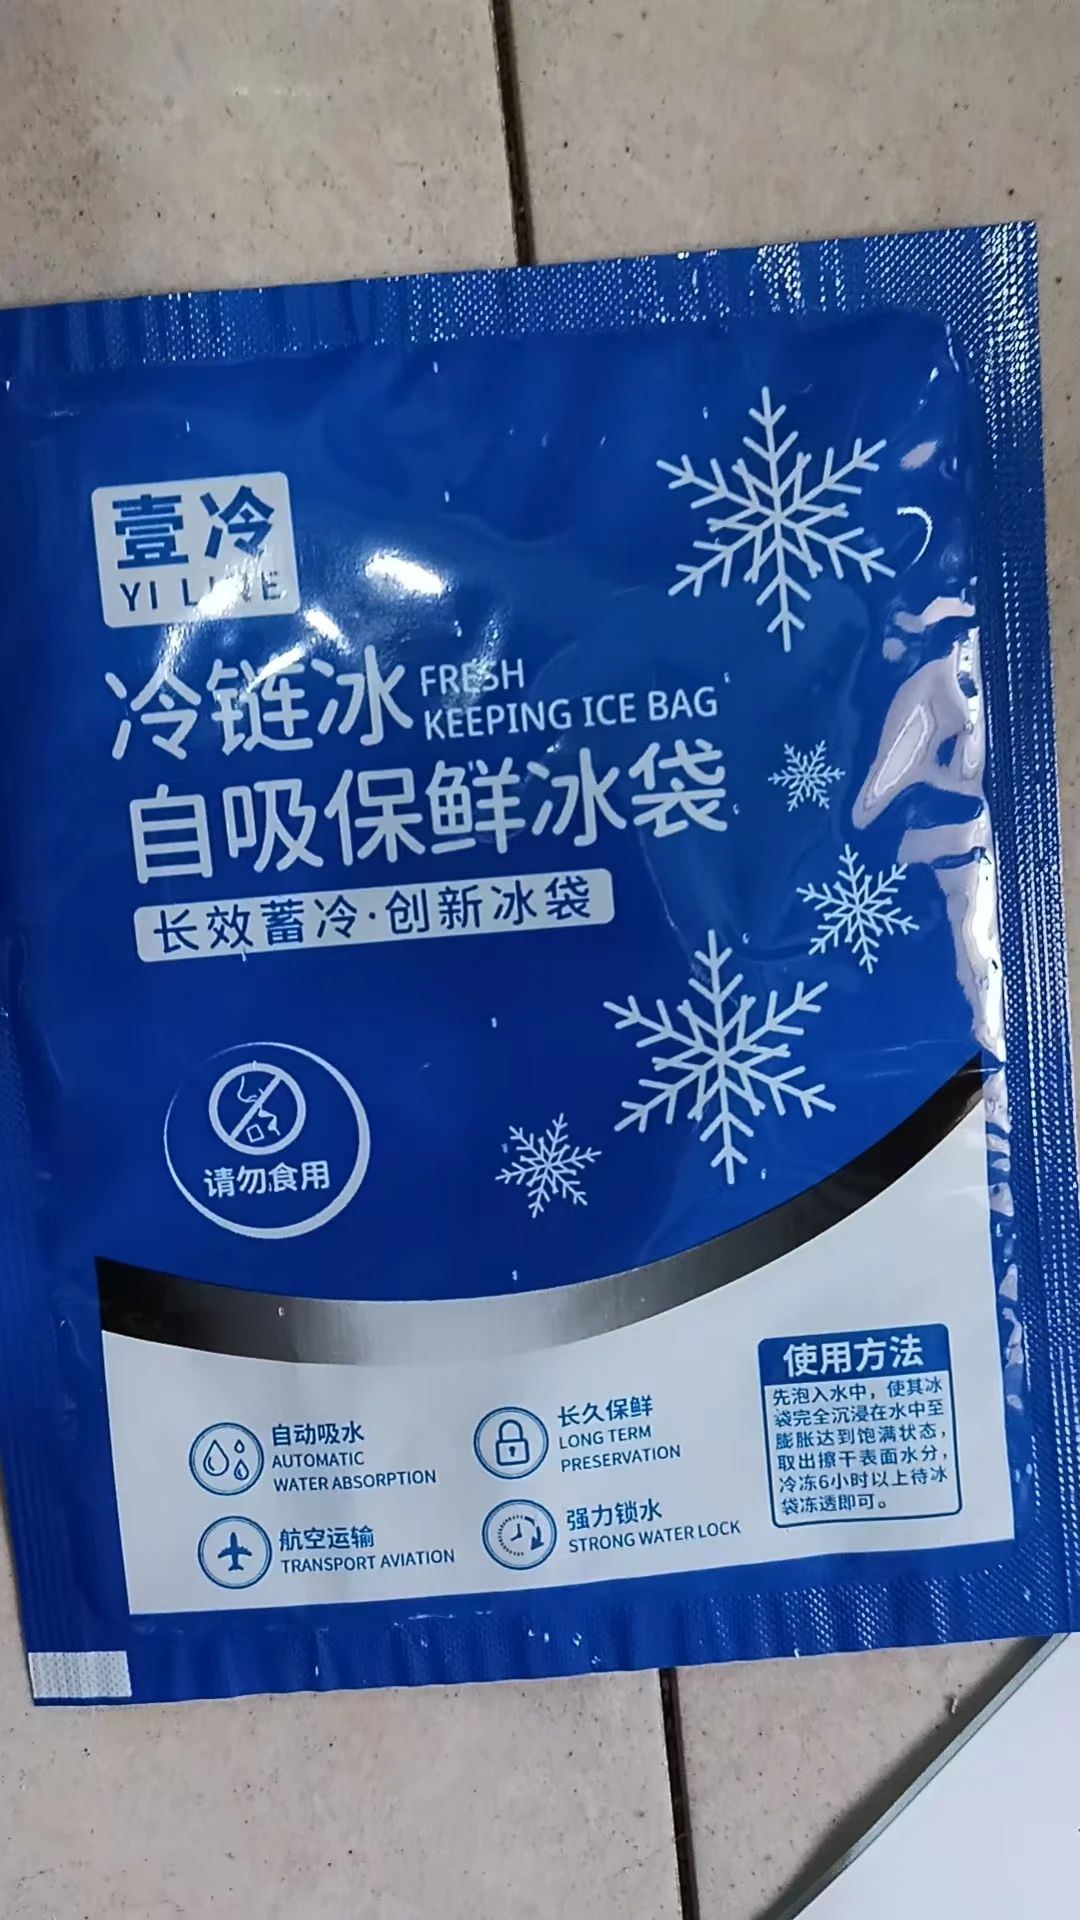 壹冷
冷链冰
FRESH
KEEPING ICE BAG
自吸保鲜冰袋
长效蓄冷·创新冰袋
请勿食用
自动吸水
AUTOMATIC
WATER ABSORPTION
长久保鲜
LONG TERM
PRESERVATION
航空运输
TRANSPORT AVIATION
强力锁水
STRONG WATER LOCK
使用方法
先泡入水中，使其冰
袋完全沉浸在水中至
膨胀达到饱满状态，
取出擦干表面水分，
冷冻6小时以上待冰
袋冻透即可。